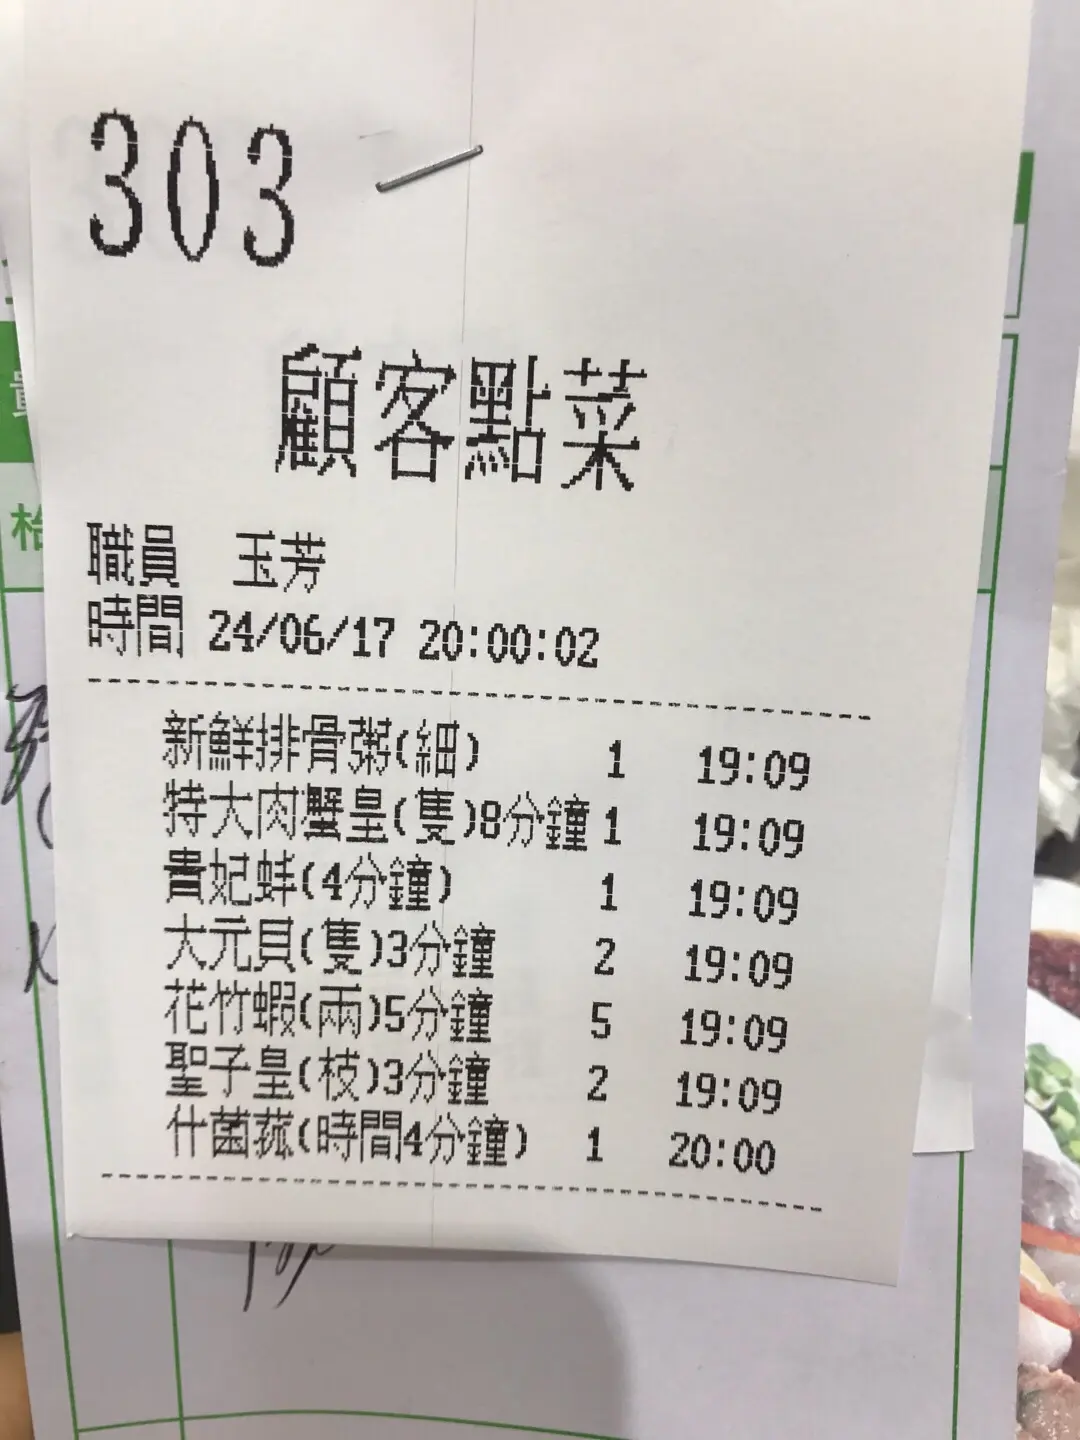 303
顧客點菜
職員 玉芳
時間 24/06/17 20:00:02
新鮮排骨粥(細) 1 19:09
特大肉蟹皇(隻)8分鐘 1 19:09
貴妃蚌(4分鐘) 1 19:09
大元貝(隻)3分鐘 2 19:09
花竹蝦(兩)5分鐘 5 19:09
聖子皇(枝)3分鐘 2 19:09
什菌菰(時間4分鐘) 1 20:00